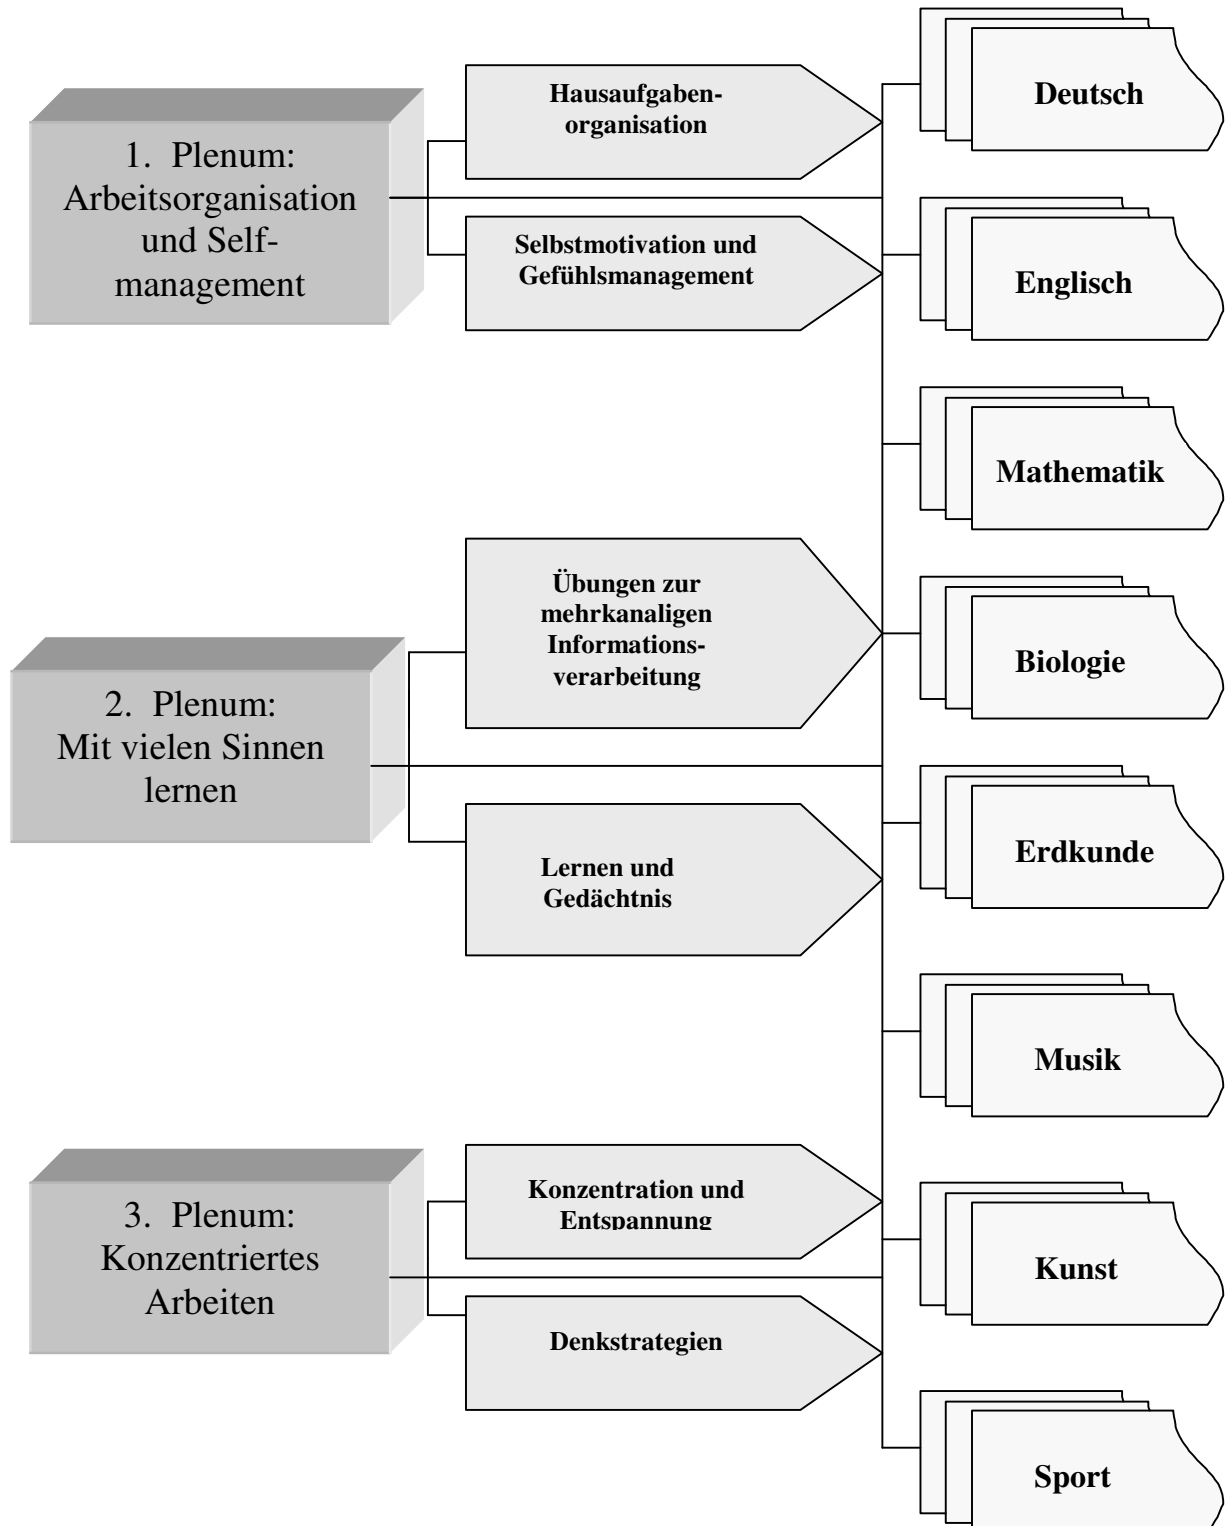 1. Plenum:
Arbeitsorganisation
und Self-
management
Hausaufgaben-
organisation
Selbstmotivation und
Gefühlsmanagement
2. Plenum:
Mit vielen Sinnen
lernen
Übungen zur
mehrkanaligen
Informations-
verarbeitung
Lernen und
Gedächtnis
3. Plenum:
Konzentriertes
Arbeiten
Konzentration und
Entspannung
Denkstrategien
Deutsch
Englisch
Mathematik
Biologie
Erdkunde
Musik
Kunst
Sport